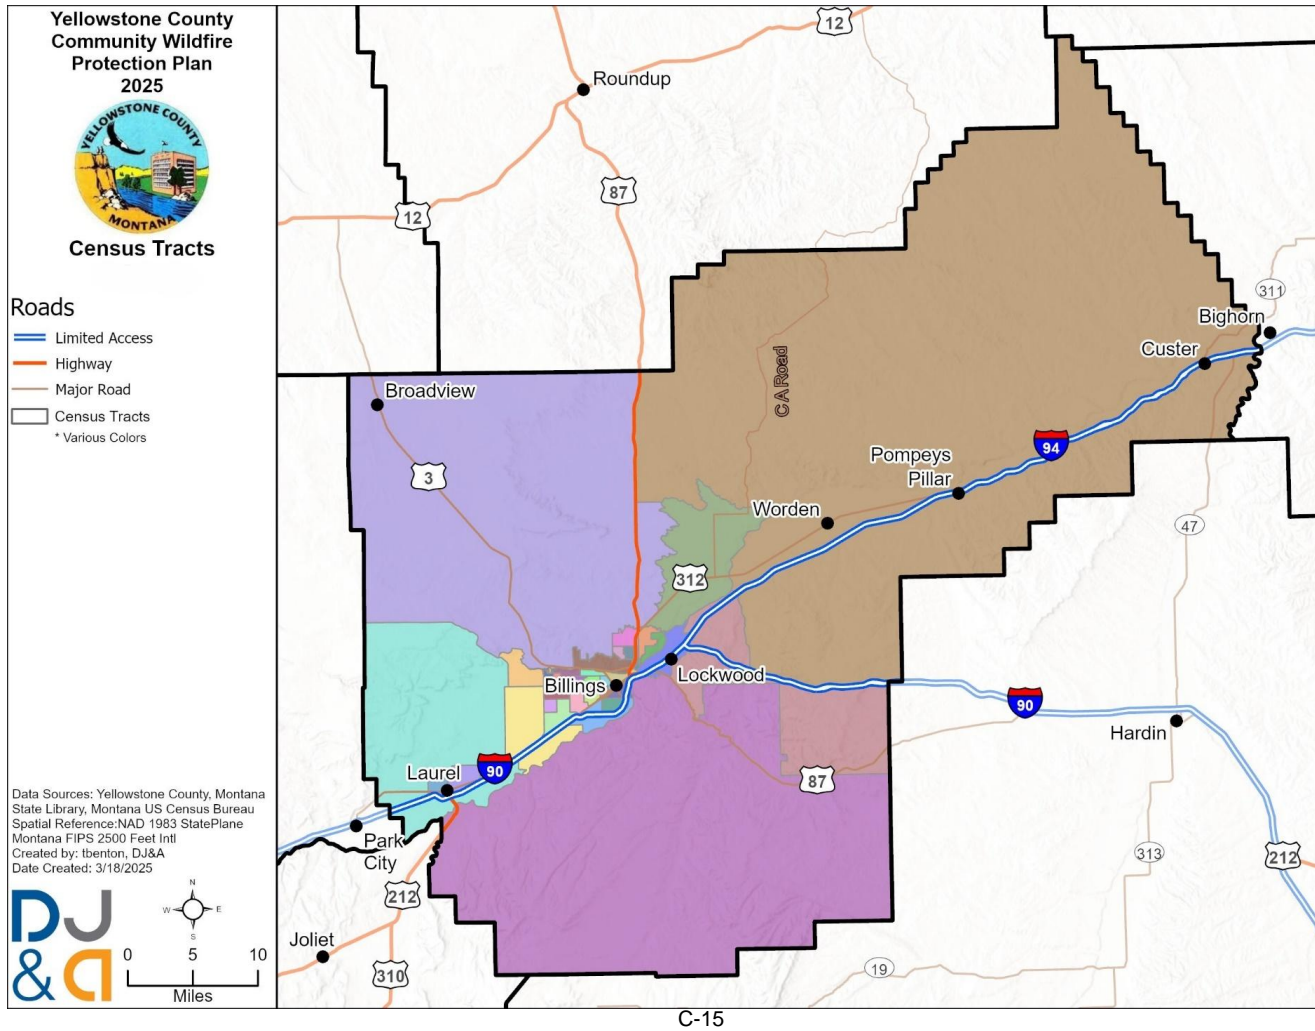 Yellowstone County
Community Wildfire
Protection Plan
2025
YELLOWSTONE COUNTY
MONTANA
Census Tracts
Roads
Limited Access
Highway
Major Road
Census Tracts
* Various Colors
Data Sources: Yellowstone County, Montana
State Library, Montana US Census Bureau
Spatial Reference:NAD 1983 StatePlane
Montana FIPS 2500 Feet Intl
Created by: tbenton, DJ&A
Date Created: 3/18/2025
DJ
&a
N
W
E
S
0 5 10
Miles
12
Roundup
87
12
311
Bighorn
Custer
C A Road
Broadview
94
Pompeys
Pillar
3
Worden
47
312
Lockwood
Billings
90
Hardin
Laurel
90
87
Park
City
313
212
212
Joliet
310
19
C-15